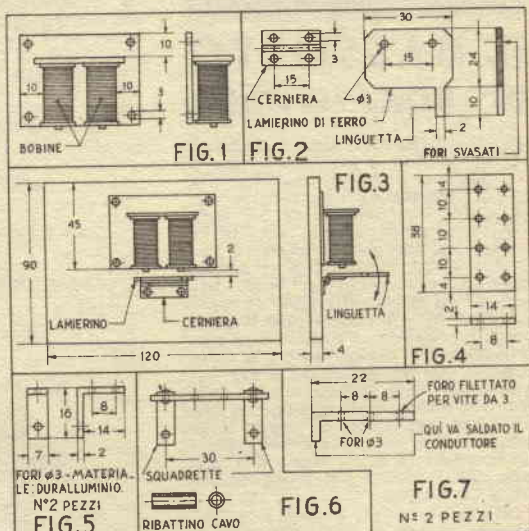 10
10
10
3
BOBINE
FIG.1
3
15
CERNIERA
30
15
ø3
24
10
LAMIERINO DI FERRO
LINGUETTA
2
FORI SVASATI
FIG.2
FIG.3
90
45
2
LAMIERINO
CERNIERA
120
LINGUETTA
4
38
14
10
10
4
2
14
8
FIG.4
16
8
14
7
2
FORI ø3-MATERIA_
LE: DURALLUMINIO.
N°2 PEZZI
FIG.5
30
SQUADRETTE
RIBATTINO CAVO
FIG.6
22
8
8
FORI ø3
FORO FILETTATO
PER VITE DA 3
QUÌ VA SALDATO IL
CONDUTTORE
FIG.7
N° 2 PEZZI